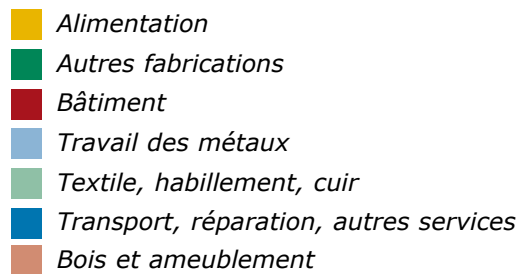 Alimentation
Autres fabrications
Bâtiment
Travail des métaux
Textile, habillement, cuir
Transport, réparation, autres services
Bois et ameublement